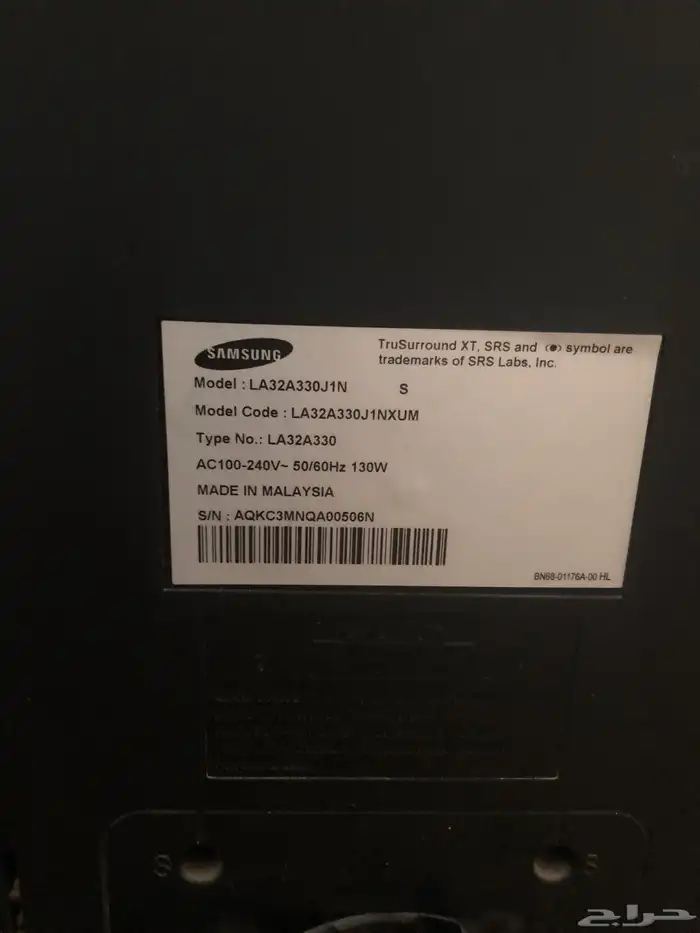 SAMSUNG
TruSurround XT, SRS and (●) symbol are
trademarks of SRS Labs, Inc.
Model : LA32A330J1N S
Model Code : LA32A330J1NXUM
Type No.: LA32A330
AC100-240V~ 50/60Hz 130W
MADE IN MALAYSIA
S/N : AQKC3MNQA00506N
BN68-01176A-00 HL
S S
حراج